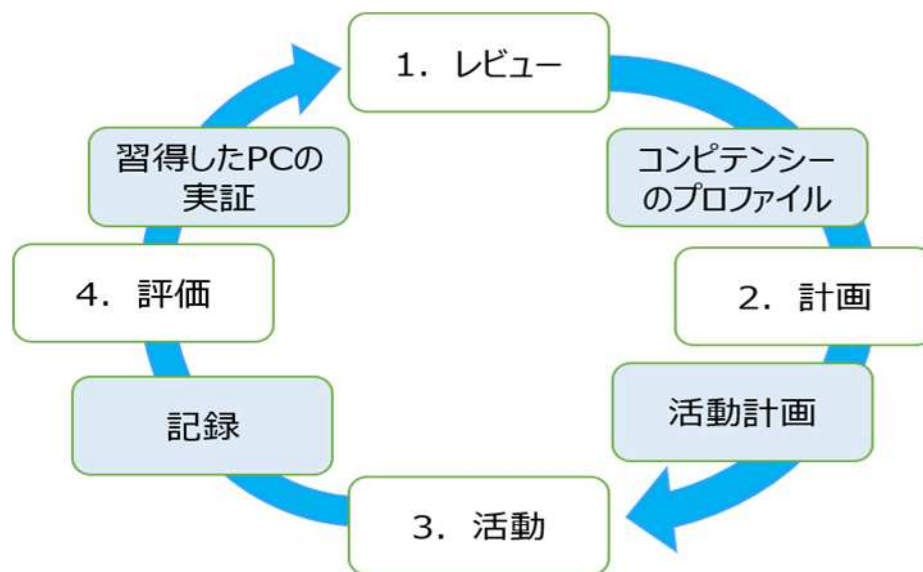 1. レビュー
コンピテンシー
のプロファイル
2. 計画
活動計画
3. 活動
記録
4. 評価
習得したPCの
実証